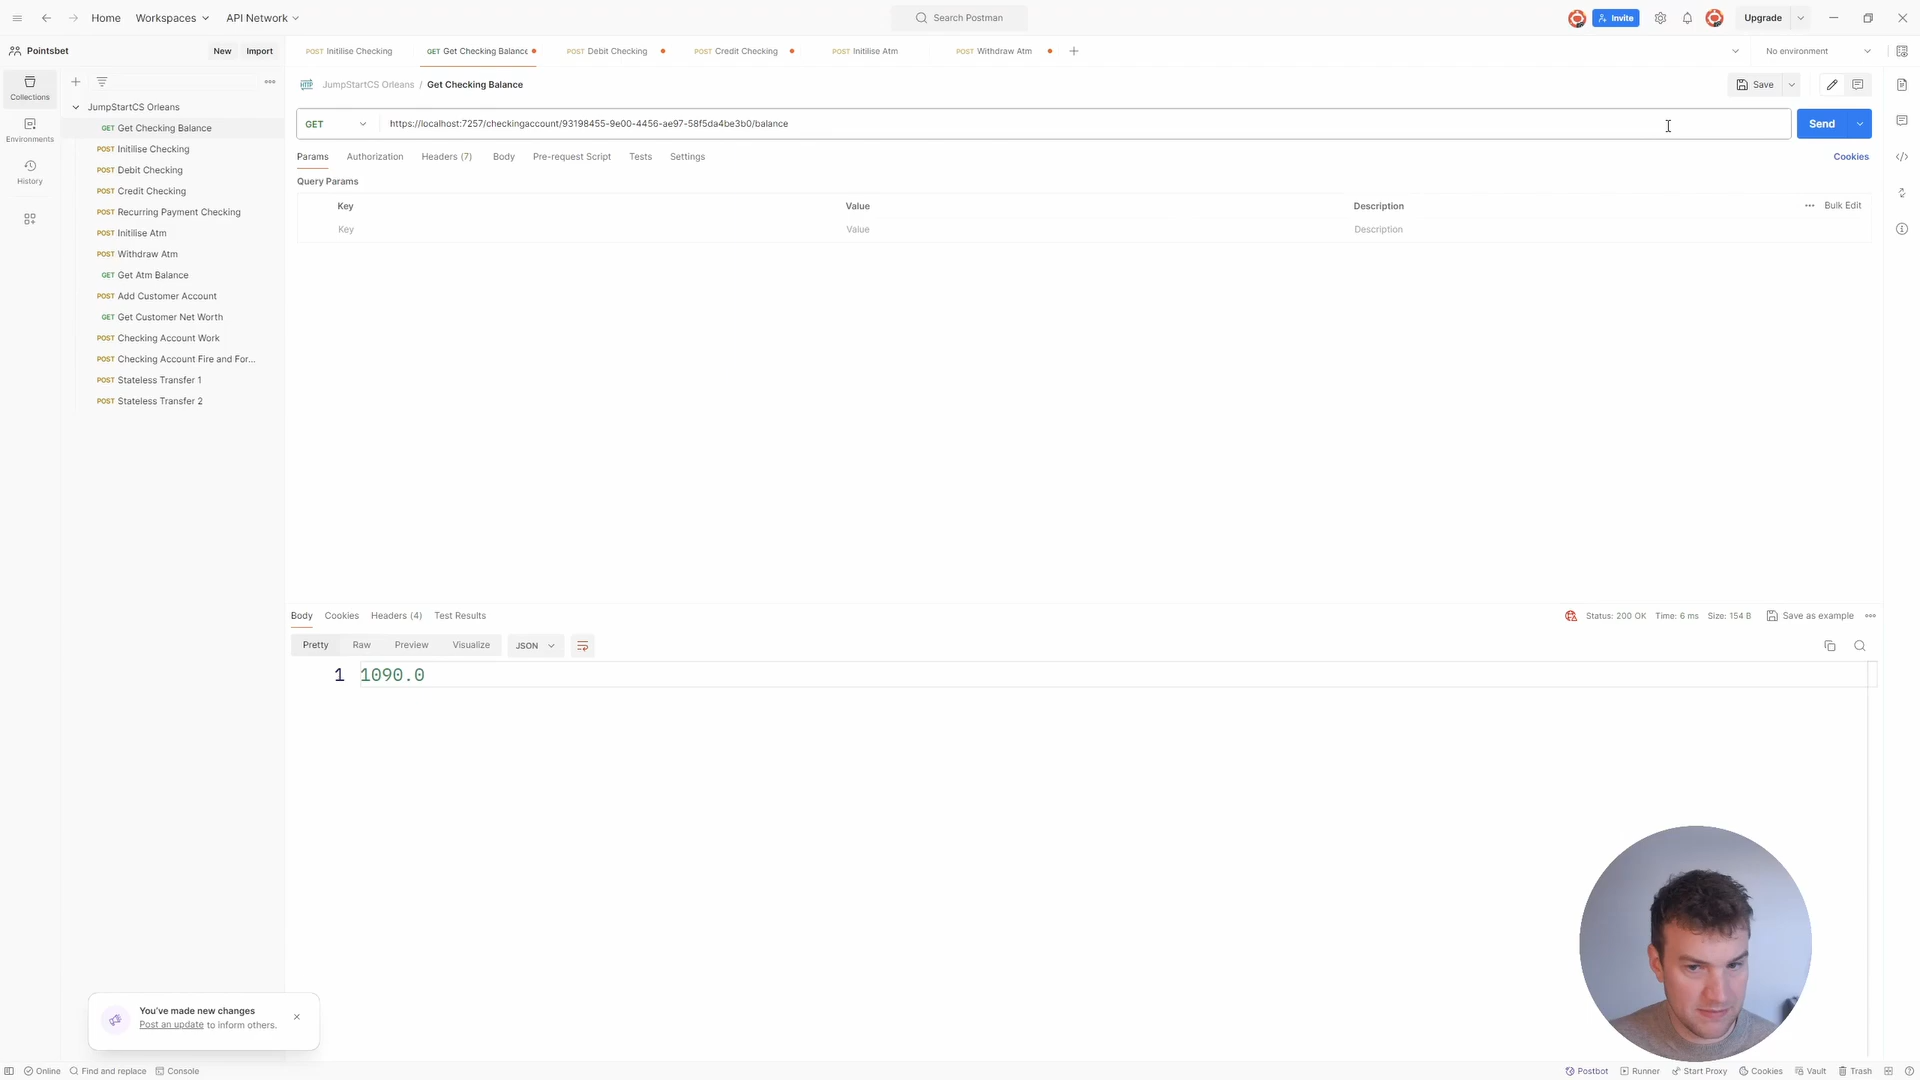 Home
Workspaces
API Network
Search Postman
Invite
Upgrade
Pointsbet
New
Import
POST Initilise Checking
GET Get Checking Balance
POST Debit Checking
POST Credit Checking
POST Initilise Atm
POST Withdraw Atm
No environment
Collections
Environments
History
JumpStartCS Orleans
GET Get Checking Balance
POST Initilise Checking
POST Debit Checking
POST Credit Checking
POST Recurring Payment Checking
POST Initilise Atm
POST Withdraw Atm
GET Get Atm Balance
POST Add Customer Account
GET Get Customer Net Worth
POST Checking Account Work
POST Checking Account Fire and For...
POST Stateless Transfer 1
POST Stateless Transfer 2
HTTP JumpStartCS Orleans / Get Checking Balance
Save
GET
https://localhost:7257/checkingaccount/93198455-9e00-4456-ae97-58f5da4be3b0/balance
Send
Params Authorization Headers (7) Body Pre-request Script Tests Settings
Cookies
Query Params
Key Value Description
Bulk Edit
Key Value Description
Body Cookies Headers (4) Test Results
Status: 200 OK Time: 6 ms Size: 154 B
Save as example
Pretty Raw Preview Visualize
JSON
1 1090.0
You've made new changes
Post an update to inform others.
Online Find and replace Console
Postbot Runner Start Proxy Cookies Vault Trash